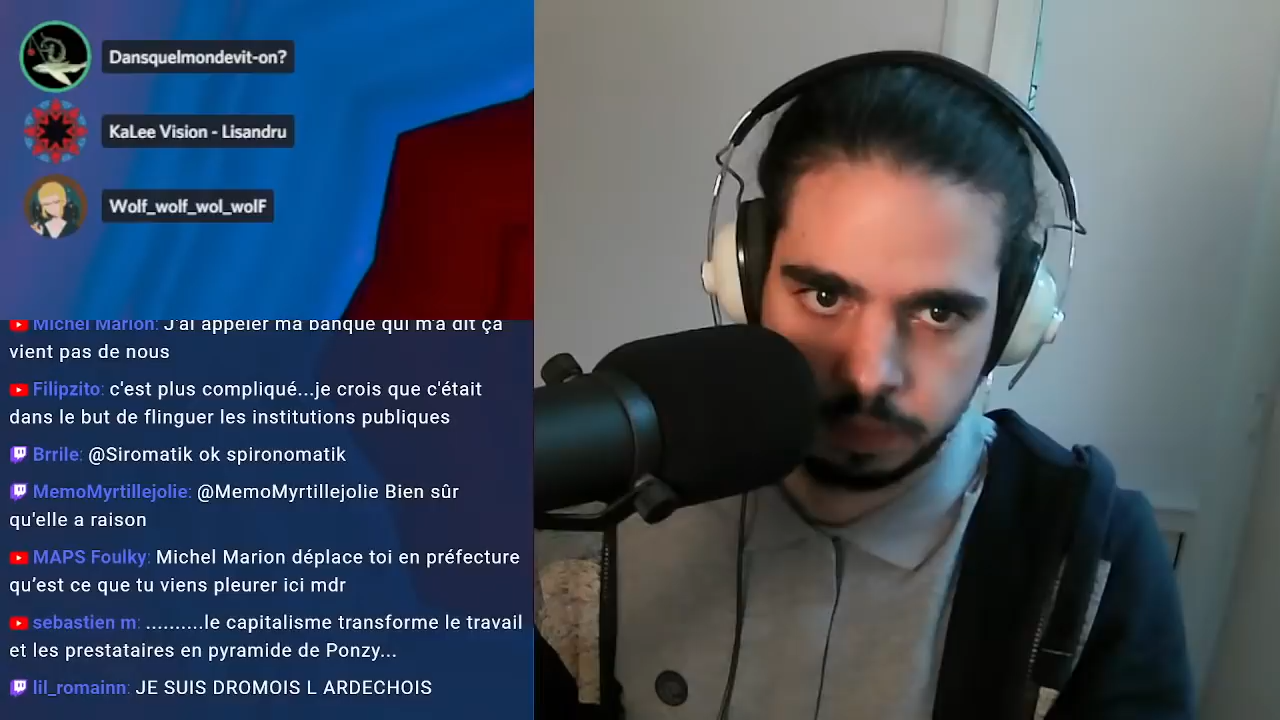 Dansquelmondevit-on?
KaLee Vision - Lisandru
Wolf_wolf_wol_wolF
Michel Marion: J'ai appeler ma banque qui m'a dit ça
vient pas de nous
Filipzito: c'est plus compliqué...je crois que c'était
dans le but de flinguer les institutions publiques
Brrile: @Siromatik ok spironomatik
MemoMyrtillejolie: @MemoMyrtillejolie Bien sûr
qu'elle a raison
MAPS Foulky: Michel Marion déplace toi en préfecture
qu’est ce que tu viens pleurer ici mdr
sebastien m: ..........le capitalisme transforme le travail
et les prestataires en pyramide de Ponzy...
lil_romainn: JE SUIS DROMOIS L ARDECHOIS